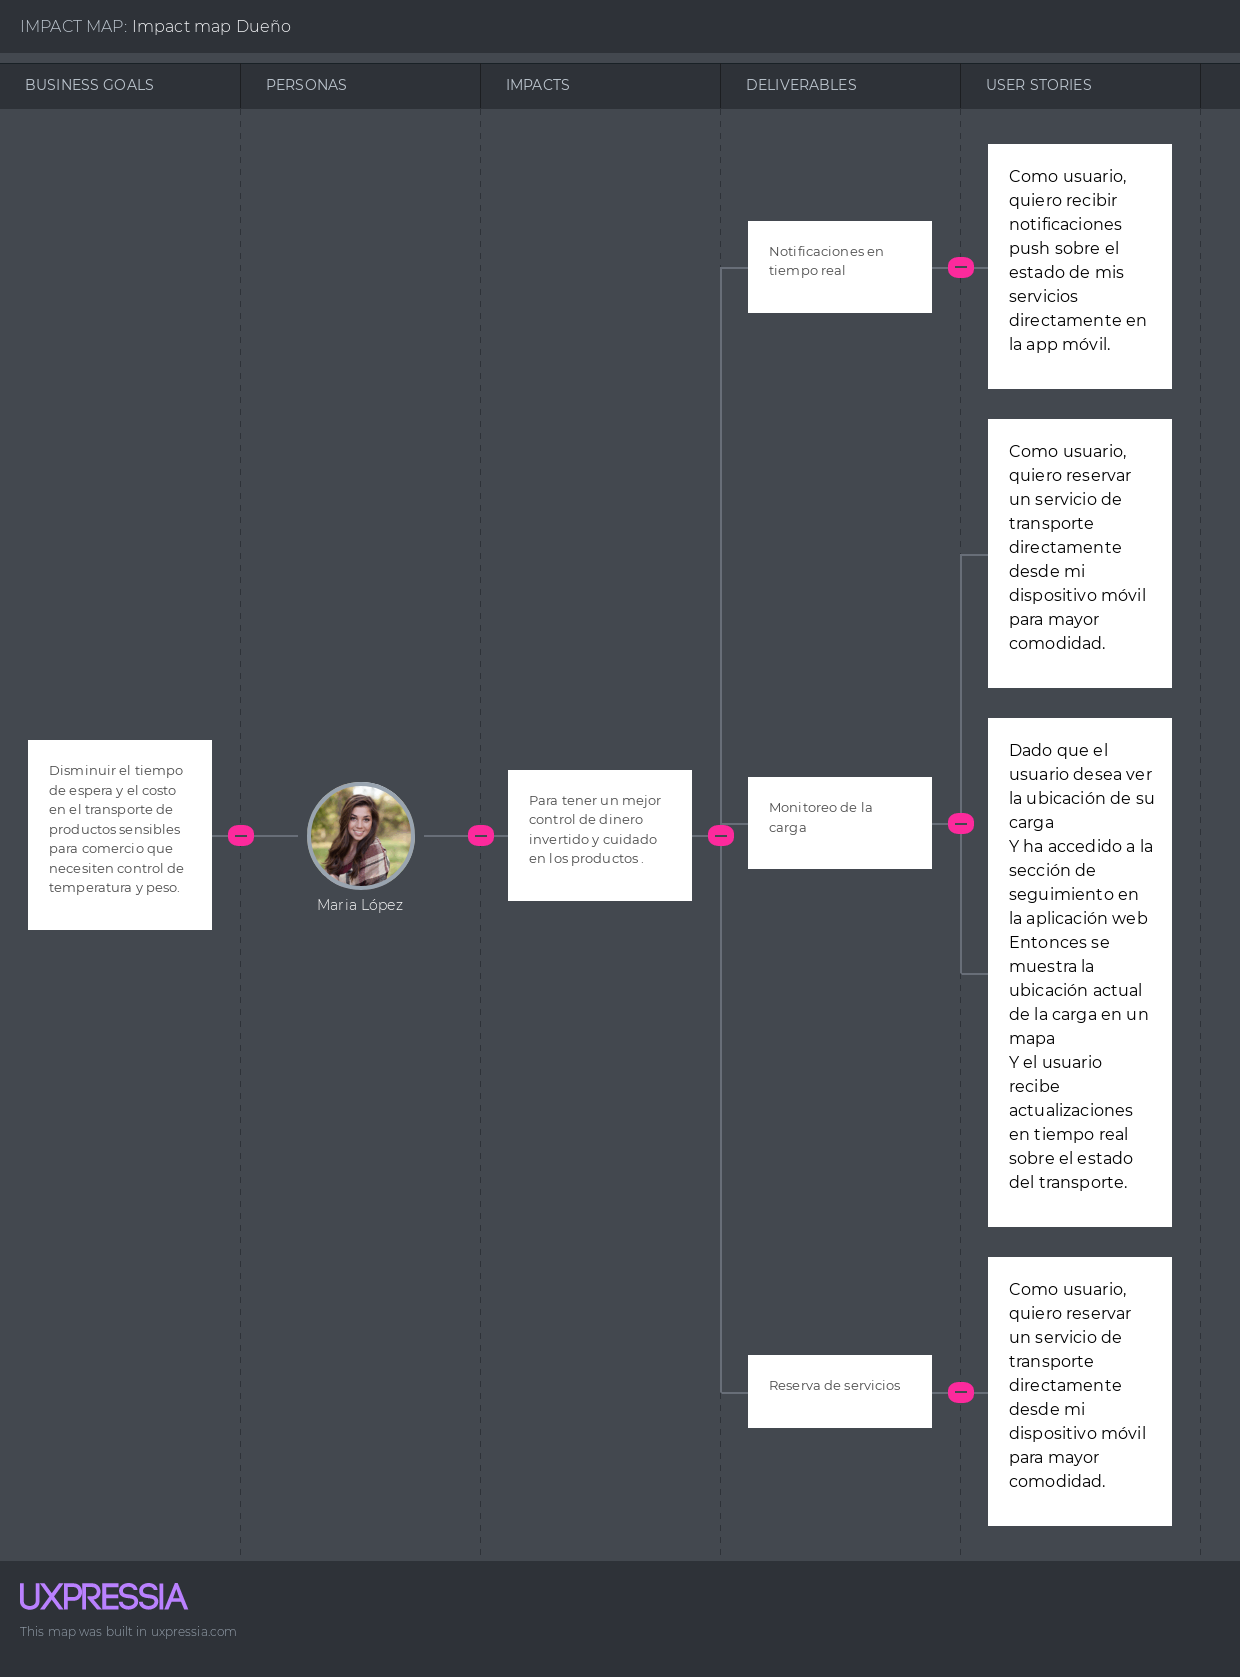 IMPACT MAP: Impact map Dueño
BUSINESS GOALS
PERSONAS
IMPACTS
DELIVERABLES
USER STORIES
Disminuir el tiempo
de espera y el costo
en el transporte de
productos sensibles
para comercio que
necesiten control de
temperatura y peso.
Maria López
Para tener un mejor
control de dinero
invertido y cuidado
en los productos .
Notificaciones en
tiempo real
Como usuario,
quiero recibir
notificaciones
push sobre el
estado de mis
servicios
directamente en
la app móvil.
Monitoreo de la
carga
Como usuario,
quiero reservar
un servicio de
transporte
directamente
desde mi
dispositivo móvil
para mayor
comodidad.
Dado que el
usuario desea ver
la ubicación de su
carga
Y ha accedido a la
sección de
seguimiento en
la aplicación web
Entonces se
muestra la
ubicación actual
de la carga en un
mapa
Y el usuario
recibe
actualizaciones
en tiempo real
sobre el estado
del transporte.
Reserva de servicios
Como usuario,
quiero reservar
un servicio de
transporte
directamente
desde mi
dispositivo móvil
para mayor
comodidad.
UXPRESSIA
This map was built in uxpressia.com